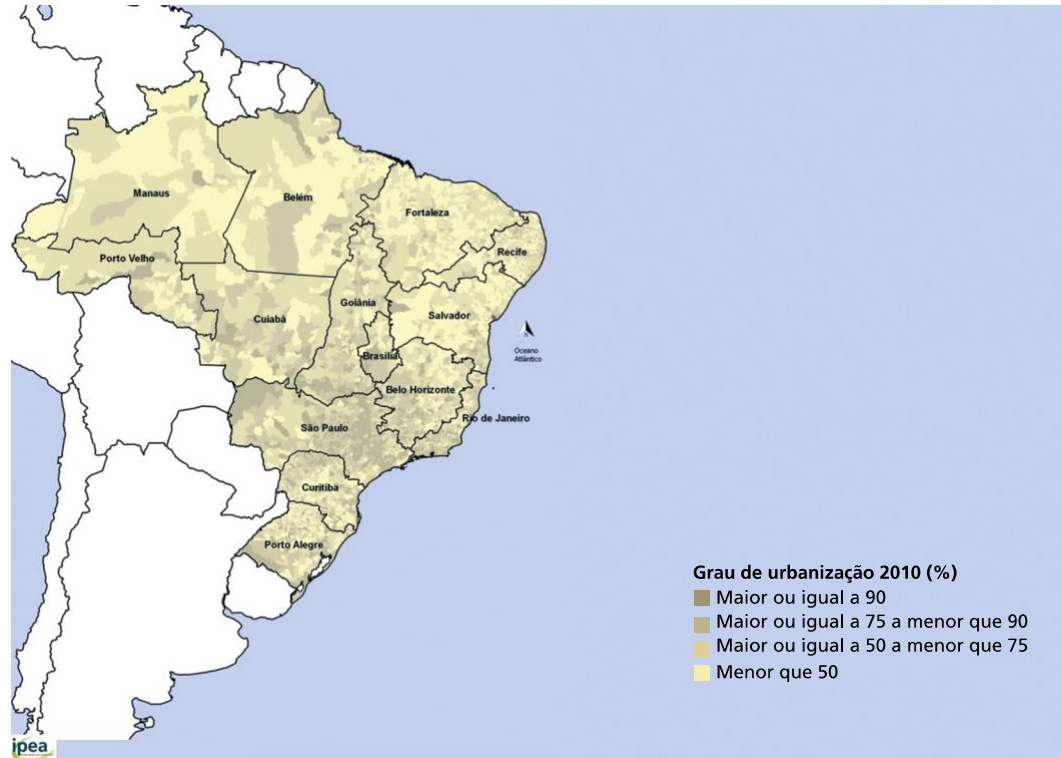 Manaus
Belém
Fortaleza
Porto Velho
Recife
Goiânia
Cuiabá
Salvador
Brasília
Oceano
Atlântico
Belo Horizonte
Rio de Janeiro
São Paulo
Curitiba
Porto Alegre
Grau de urbanização 2010 (%)
Maior ou igual a 90
Maior ou igual a 75 a menor que 90
Maior ou igual a 50 a menor que 75
Menor que 50
ipea